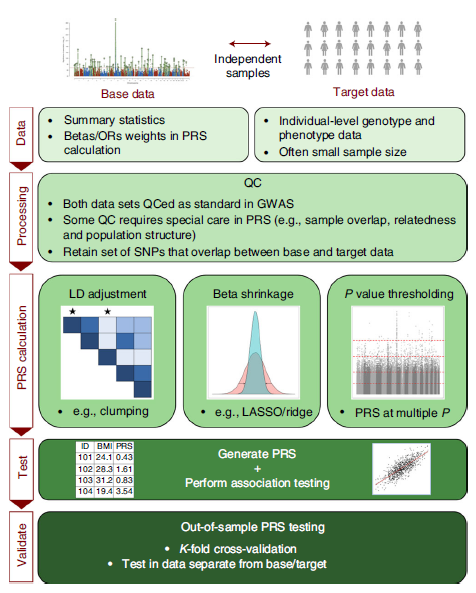 Independent
samples
Base data
Target data
Data
• Summary statistics
• Betas/ORs weights in PRS
calculation
• Individual-level genotype and
phenotype data
• Often small sample size
Processing
QC
• Both data sets QCed as standard in GWAS
• Some QC requires special care in PRS (e.g., sample overlap, relatedness
and population structure)
• Retain set of SNPs that overlap between base and target data
PRS calculation
LD adjustment
• e.g., clumping
Beta shrinkage
• e.g., LASSO/ridge
P value thresholding
• PRS at multiple P
Test
ID BMI PRS
101 24.1 0.43
102 28.3 1.61
103 31.2 0.83
104 19.4 3.54
Generate PRS
+
Perform association testing
Validate
Out-of-sample PRS testing
• K-fold cross-validation
• Test in data separate from base/target